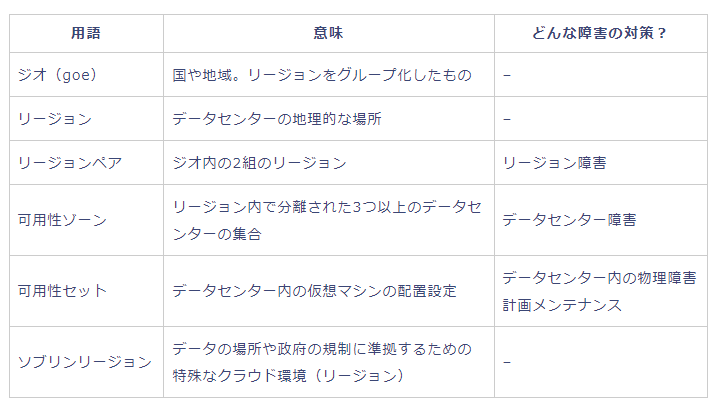 用語 意味 どんな障害の対策？
ジオ（goe） 国や地域。リージョンをグループ化したもの –
リージョン データセンターの地理的な場所 –
リージョンペア ジオ内の2組のリージョン リージョン障害
可用性ゾーン リージョン内で分離された3つ以上のデータセ
ンターの集合 データセンター障害
可用性セット データセンター内の仮想マシンの配置設定 データセンター内の物理障害
計画メンテナンス
ソブリンリージョン データの場所や政府の規制に準拠するための
特殊なクラウド環境（リージョン） –